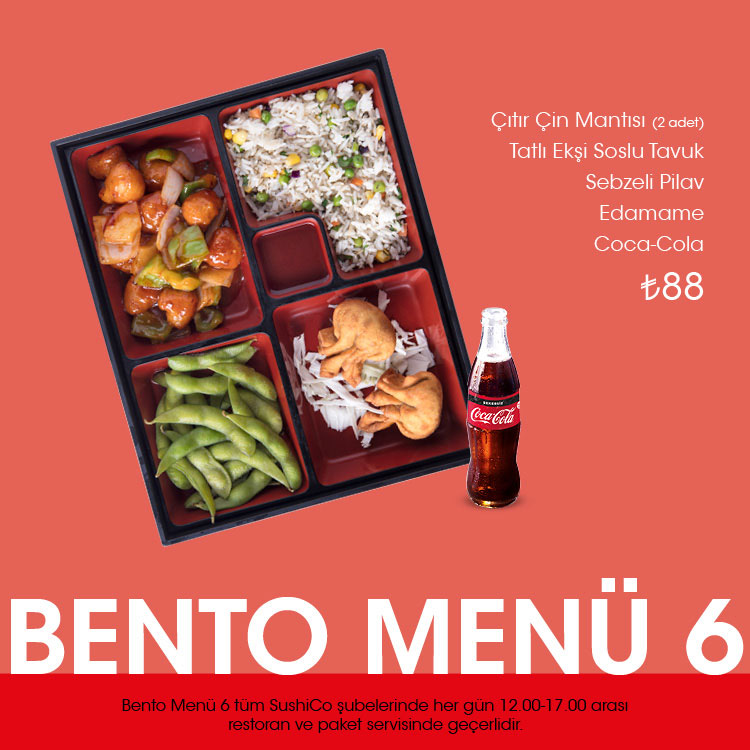 Çıtır Çin Mantısı (2 adet)
Tatlı Ekşi Soslu Tavuk
Sebzeli Pilav
Edamame
Coca-Cola
₺88
Coca-Cola
BENTO MENÜ 6
Bento Menü 6 tüm SushiCo şubelerinde her gün 12.00-17.00 arası
restoran ve paket servisinde geçerlidir.